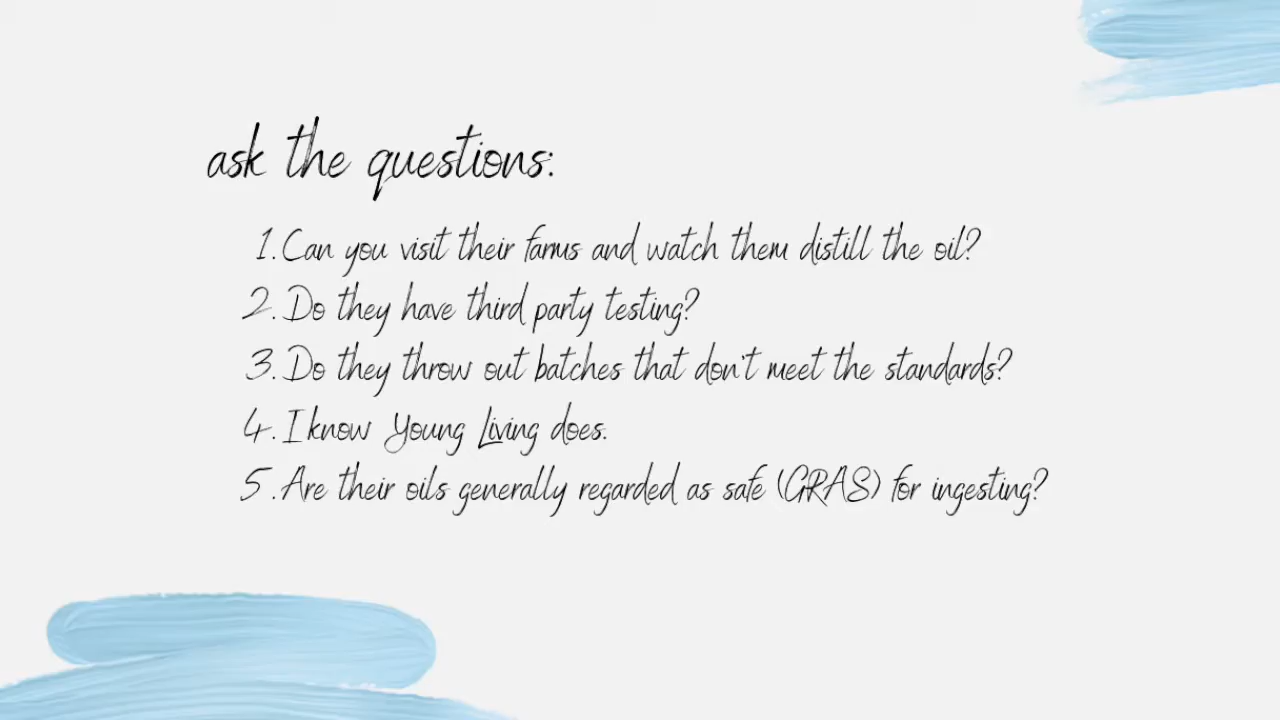 ask the questions:
1. Can you visit their farms and watch them distill the oil?
2. Do they have third party testing?
3. Do they throw out batches that don't meet the standards?
4. I know Young Living does.
5. Are their oils generally regarded as safe (GRAS) for ingesting?